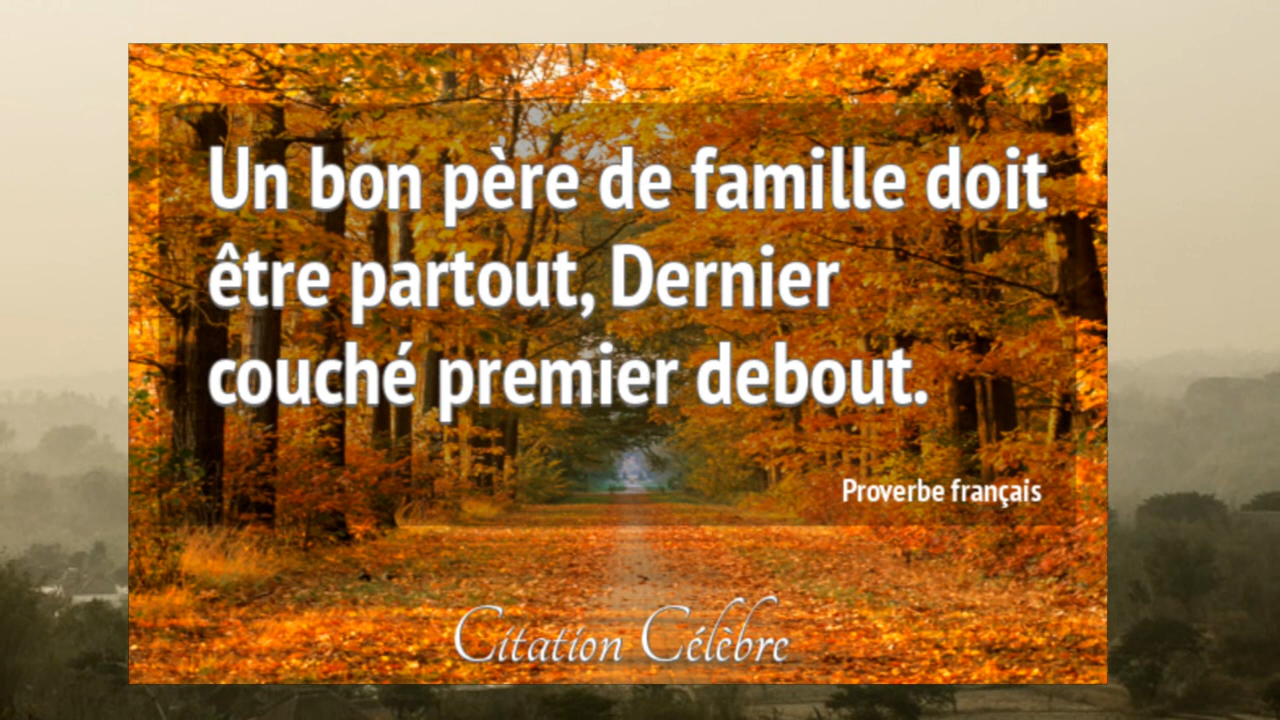 Un bon père de famille doit
être partout, Dernier
couché premier debout.
Proverbe français
Citation Célèbre